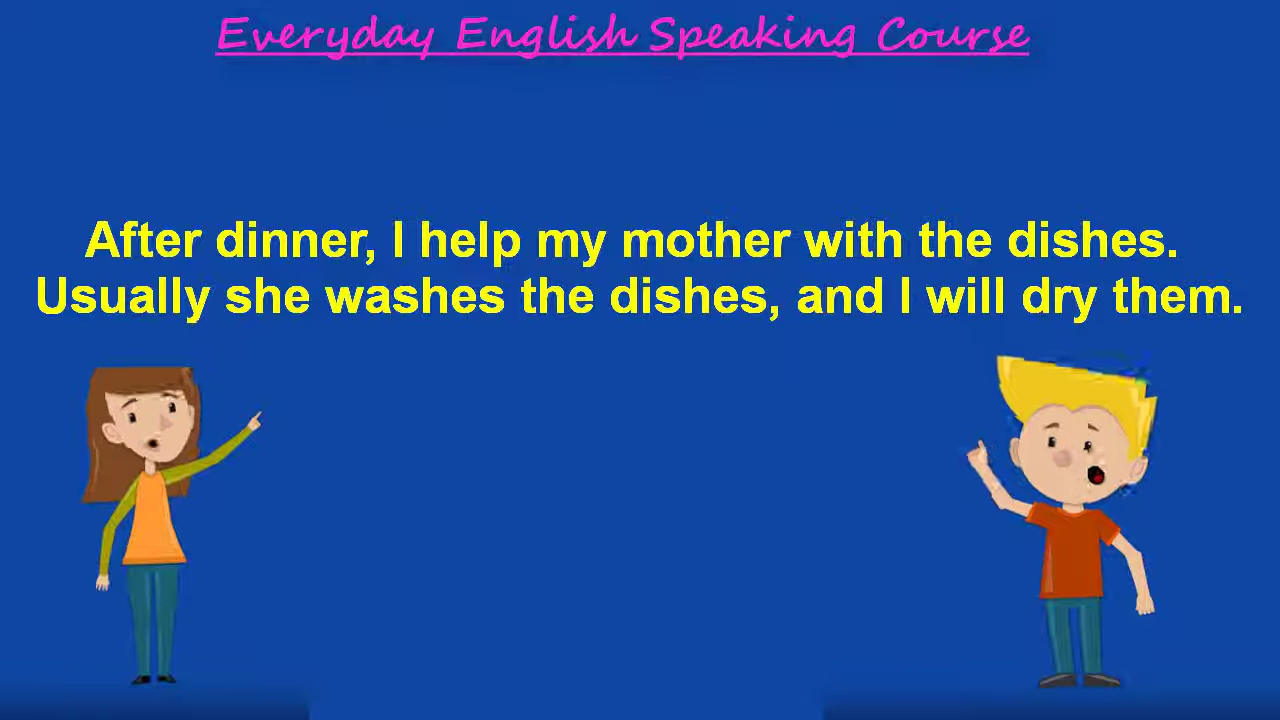 Everyday English Speaking Course
After dinner, I help my mother with the dishes.
Usually she washes the dishes, and I will dry them.